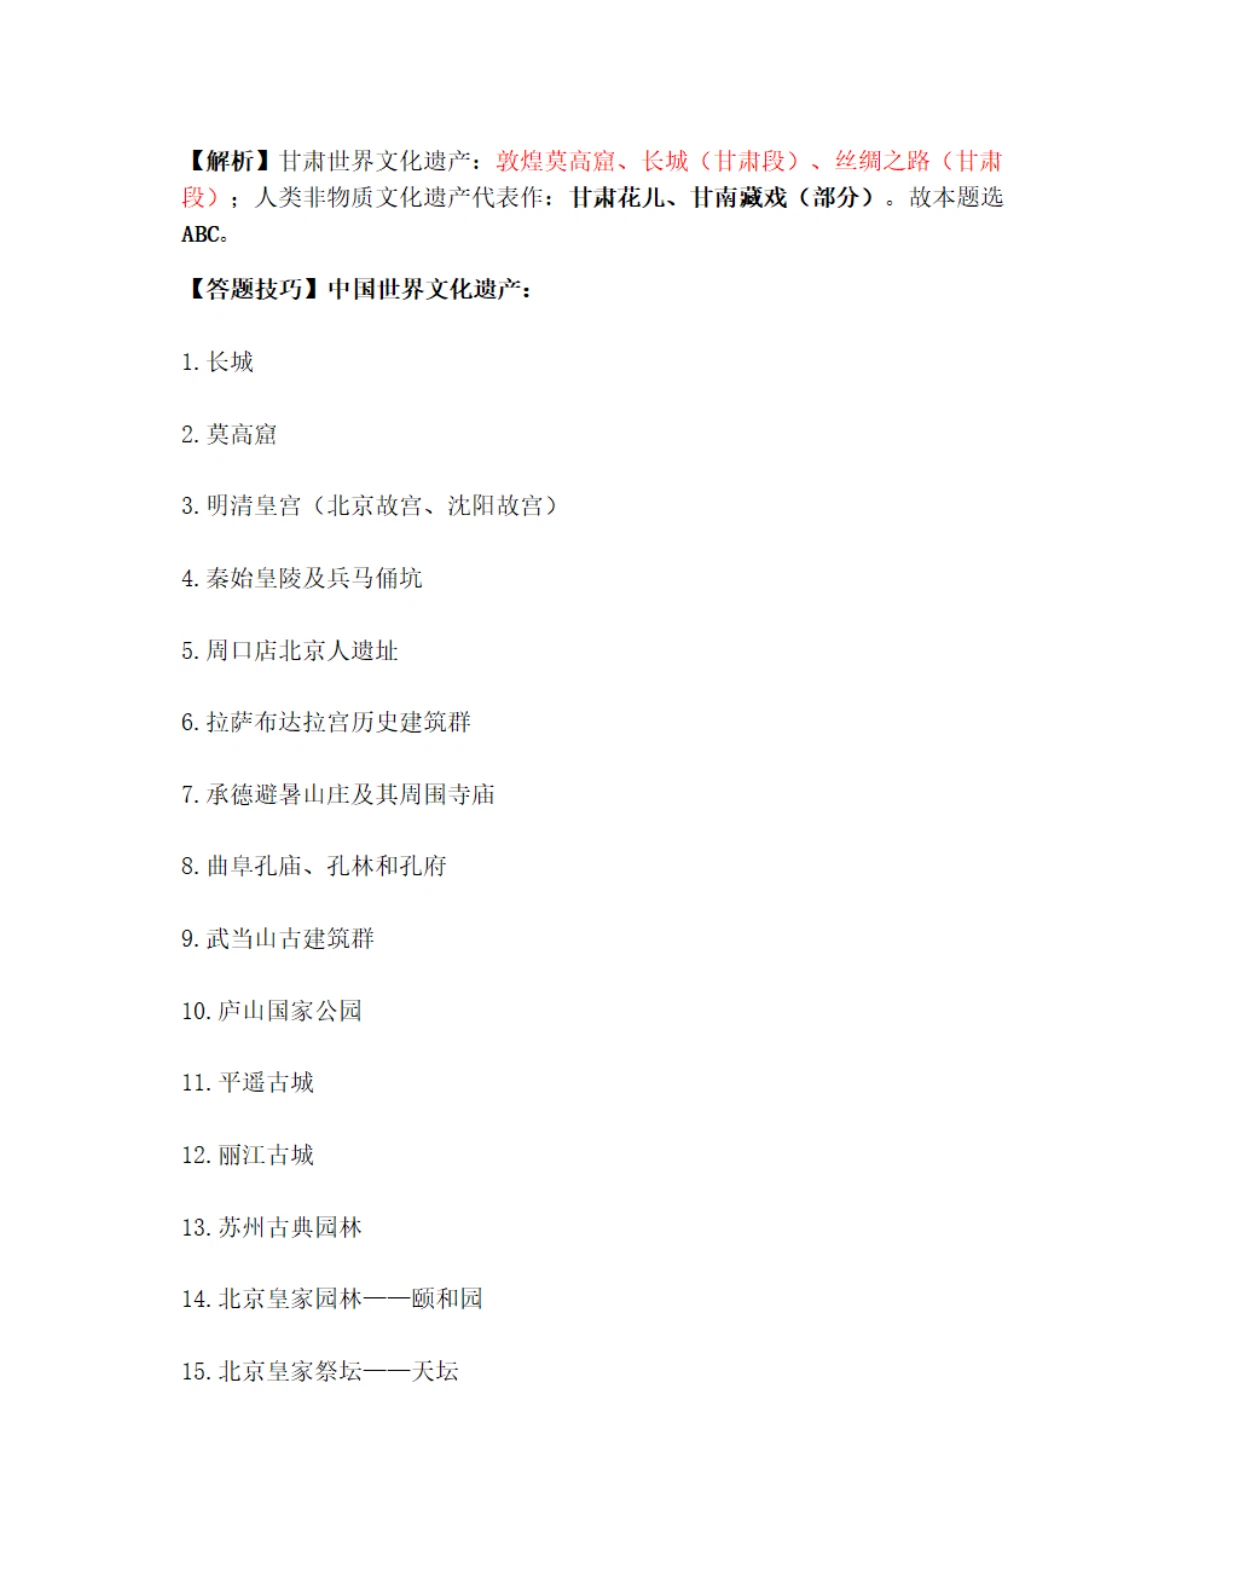 【解析】甘肃世界文化遗产：敦煌莫高窟、长城（甘肃段）、丝绸之路（甘肃
段）；人类非物质文化遗产代表作：甘肃花儿、甘南藏戏（部分）。故本题选
ABC。
【答题技巧】中国世界文化遗产：
1.长城
2.莫高窟
3.明清皇宫（北京故宫、沈阳故宫）
4.秦始皇陵及兵马俑坑
5.周口店北京人遗址
6.拉萨布达拉宫历史建筑群
7.承德避暑山庄及其周围寺庙
8.曲阜孔庙、孔林和孔府
9.武当山古建筑群
10.庐山国家公园
11.平遥古城
12.丽江古城
13.苏州古典园林
14.北京皇家园林——颐和园
15.北京皇家祭坛——天坛